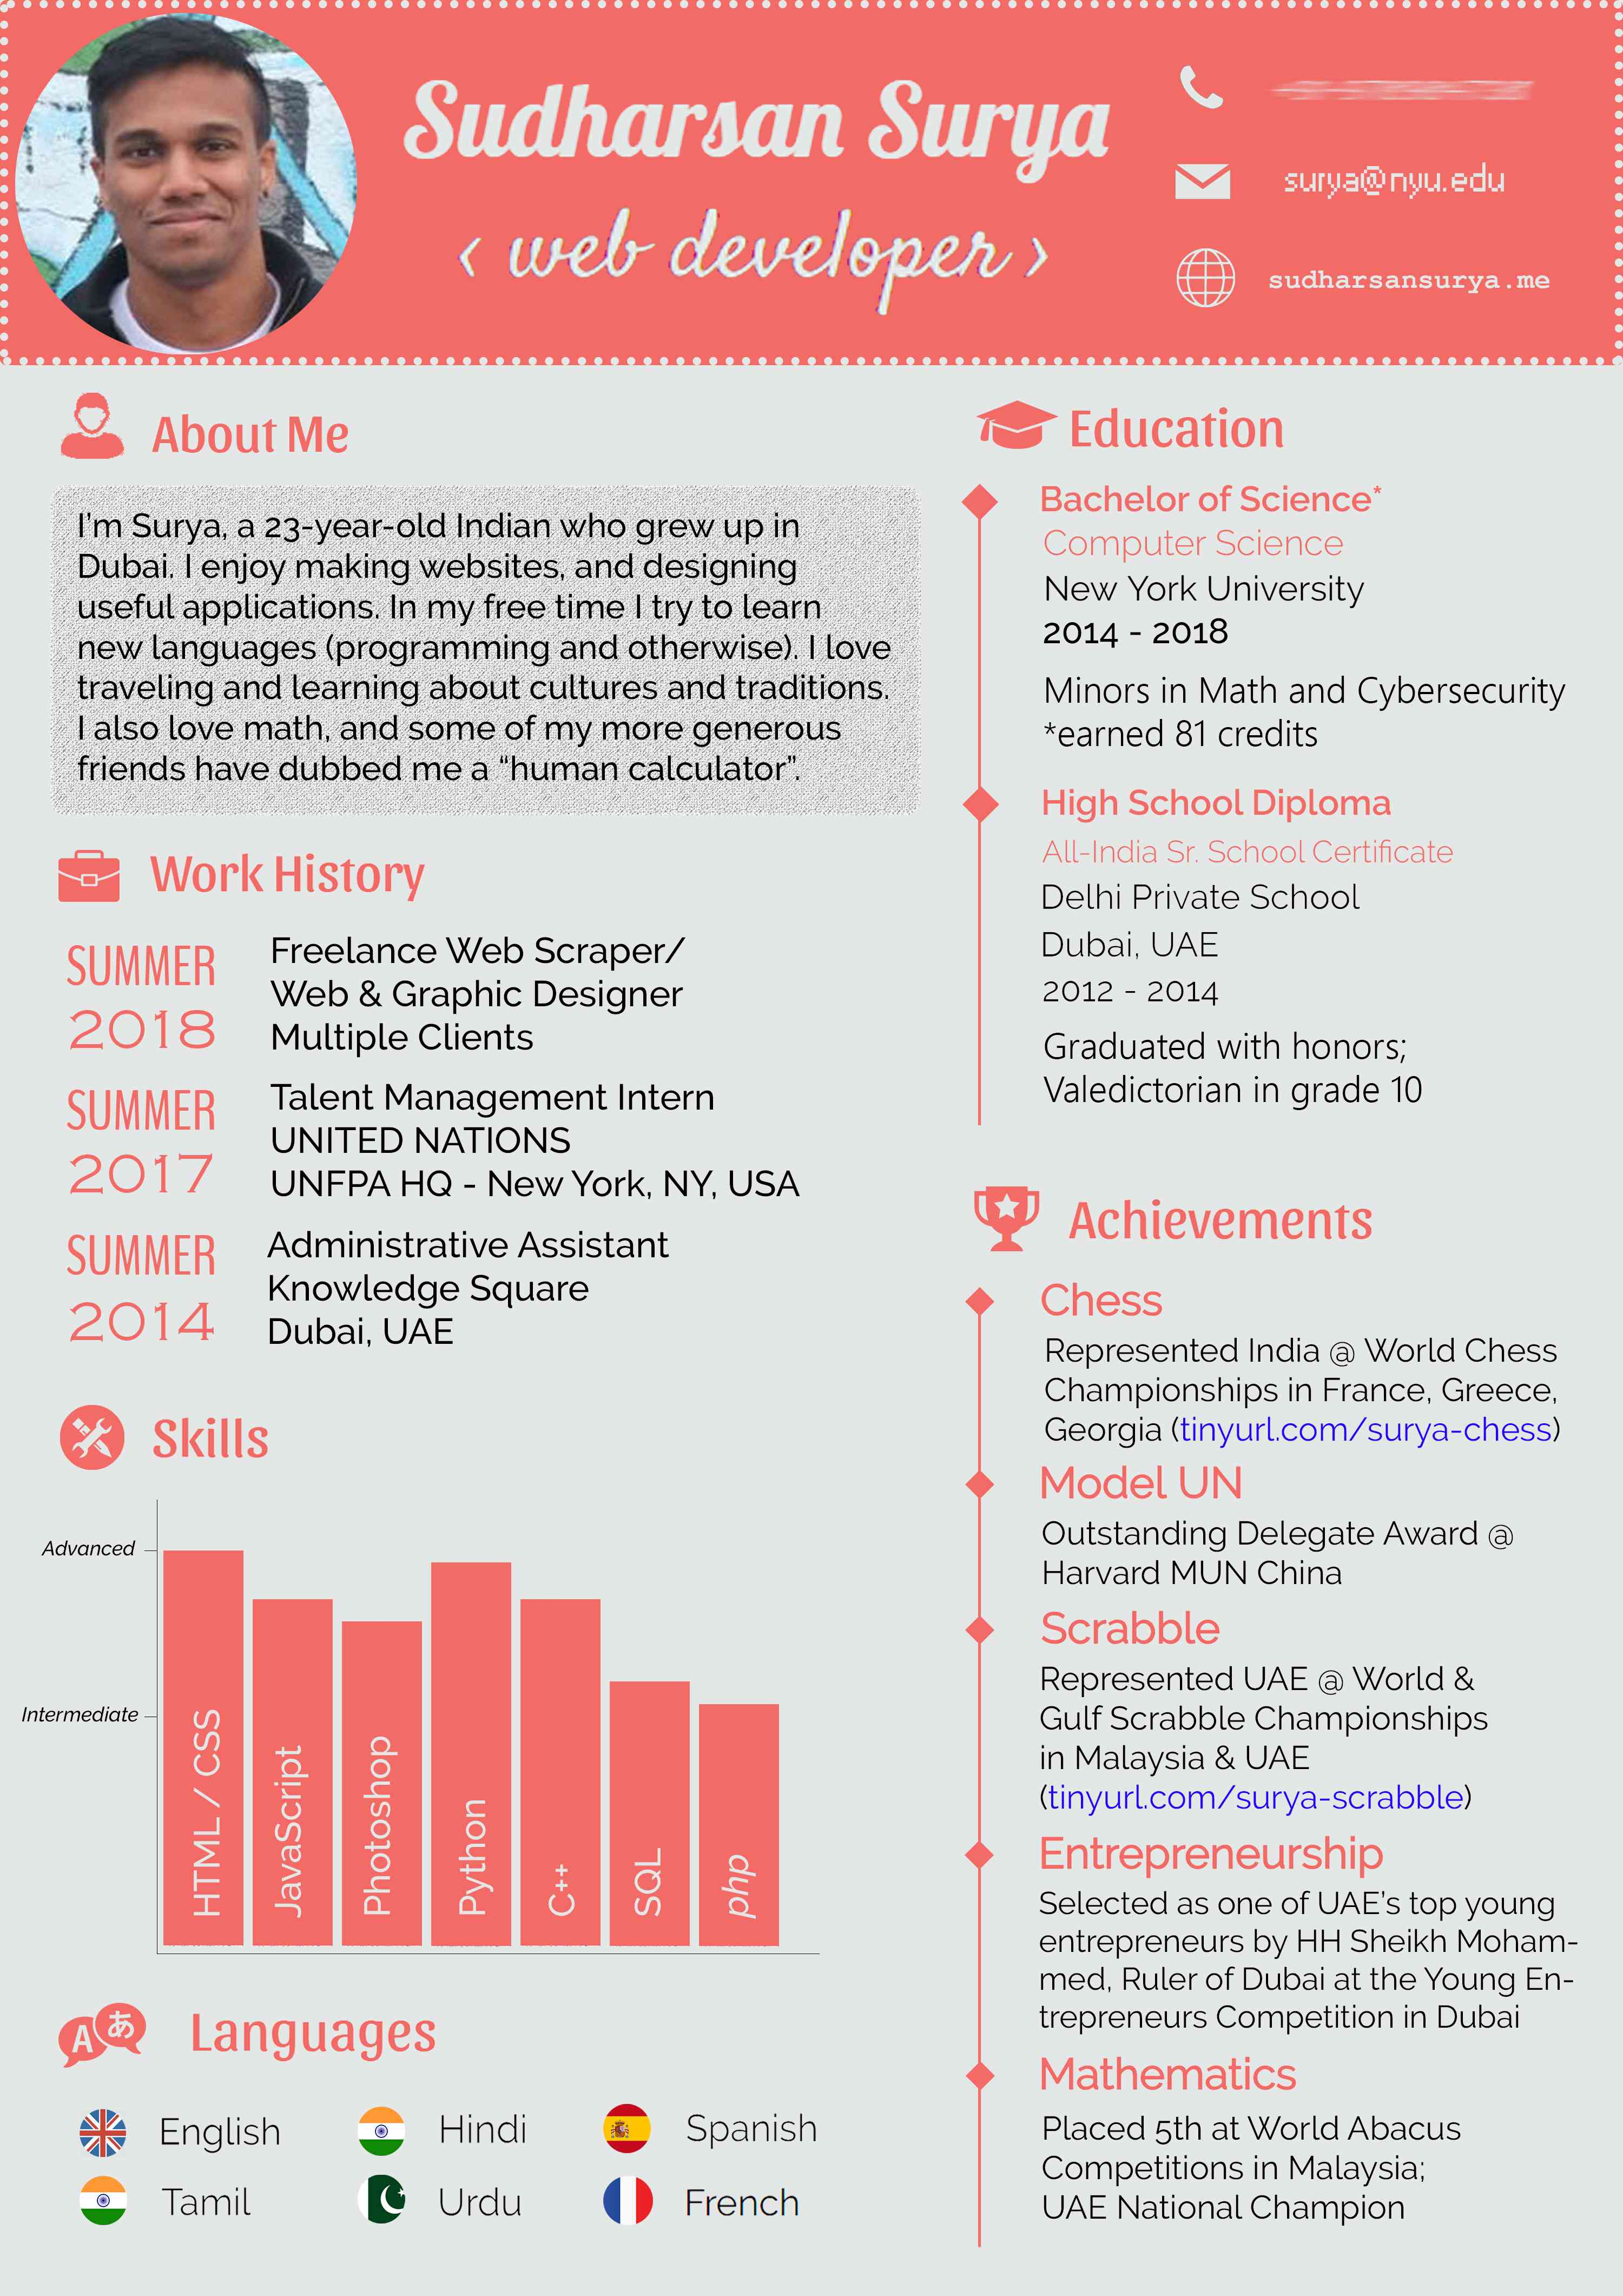 Sudharsan Surya
< web developer >
surya@nyu.edu
sudharsansurya.me
About Me
I'm Surya, a 23-year-old Indian who grew up in
Dubai. I enjoy making websites, and designing
useful applications. In my free time I try to learn
new languages (programming and otherwise). I love
traveling and learning about cultures and traditions.
I also love math, and some of my more generous
friends have dubbed me a “human calculator”.
Work History
SUMMER
2018
Freelance Web Scraper/
Web & Graphic Designer
Multiple Clients
SUMMER
2017
Talent Management Intern
UNITED NATIONS
UNFPA HQ - New York, NY, USA
SUMMER
2014
Administrative Assistant
Knowledge Square
Dubai, UAE
Skills
Advanced
Intermediate
HTML / CSS
JavaScript
Photoshop
Python
C++
SQL
php
Languages
A あ
English
Hindi
Spanish
Tamil
Urdu
French
Education
Bachelor of Science*
Computer Science
New York University
2014 - 2018
Minors in Math and Cybersecurity
*earned 81 credits
High School Diploma
All-India Sr. School Certificate
Delhi Private School
Dubai, UAE
2012 - 2014
Graduated with honors;
Valedictorian in grade 10
Achievements
Chess
Represented India @ World Chess
Championships in France, Greece,
Georgia (tinyurl.com/surya-chess)
Model UN
Outstanding Delegate Award @
Harvard MUN China
Scrabble
Represented UAE @ World &
Gulf Scrabble Championships
in Malaysia & UAE
(tinyurl.com/surya-scrabble)
Entrepreneurship
Selected as one of UAE's top young
entrepreneurs by HH Sheikh Moham-
med, Ruler of Dubai at the Young En-
trepreneurs Competition in Dubai
Mathematics
Placed 5th at World Abacus
Competitions in Malaysia;
UAE National Champion